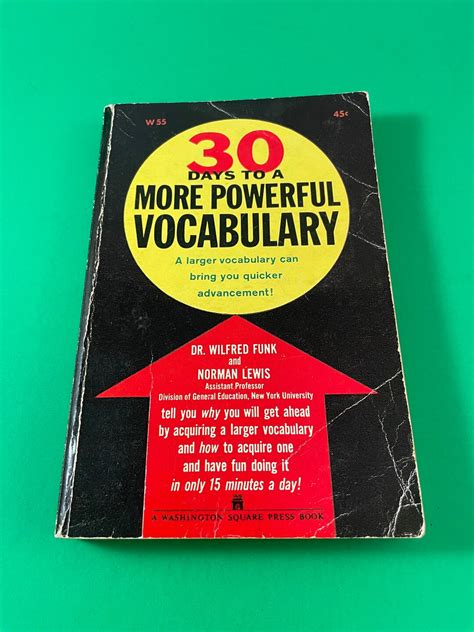 W 55
45¢
30
DAYS TO A
MORE POWERFUL
VOCABULARY
A larger vocabulary can
bring you quicker
advancement!
DR. WILFRED FUNK
and
NORMAN LEWIS
Assistant Professor
Division of General Education, New York University
tell you why you will get ahead
by acquiring a larger vocabulary
and how to acquire one
and have fun doing it
in only 15 minutes a day!
A WASHINGTON SQUARE PRESS BOOK